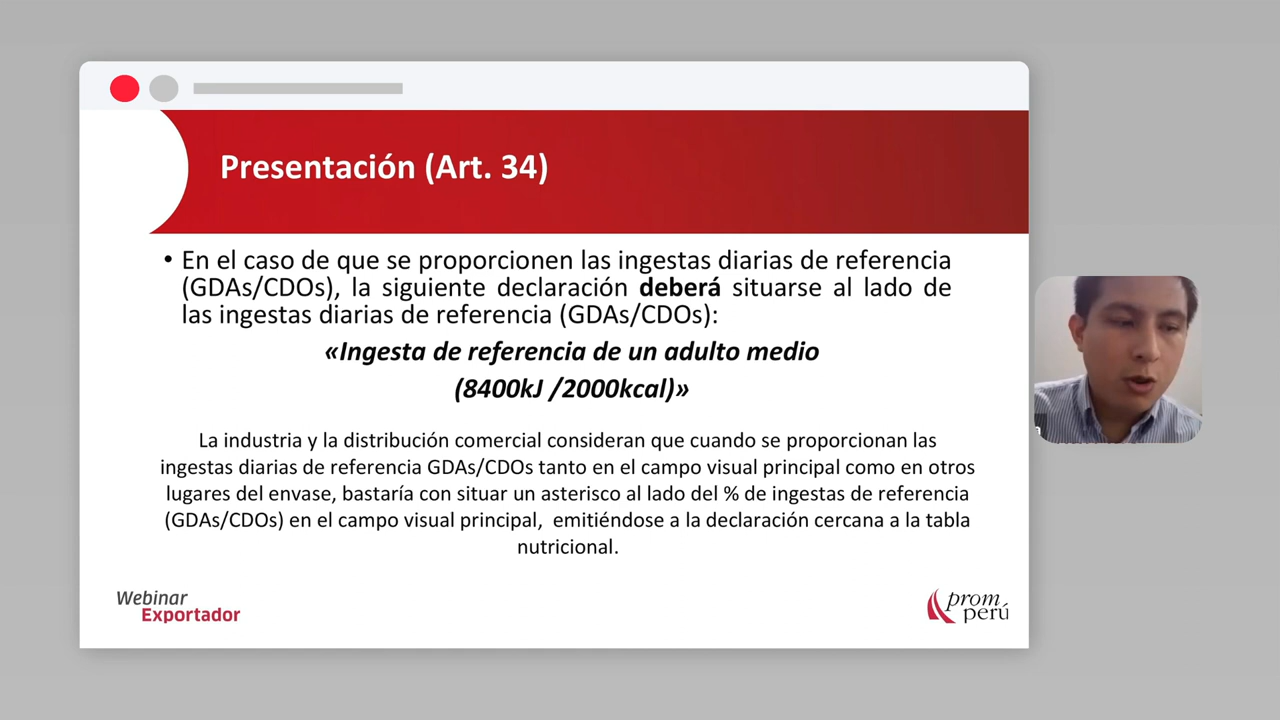 Presentación (Art. 34)
• En el caso de que se proporcionen las ingestas diarias de referencia
(GDAs/CDOs), la siguiente declaración deberá situarse al lado de
las ingestas diarias de referencia (GDAs/CDOs):
«Ingesta de referencia de un adulto medio
(8400kJ /2000kcal)»
La industria y la distribución comercial consideran que cuando se proporcionan las
ingestas diarias de referencia GDAs/CDOs tanto en el campo visual principal como en otros
lugares del envase, bastaría con situar un asterisco al lado del % de ingestas de referencia
(GDAs/CDOs) en el campo visual principal, emitiéndose a la declaración cercana a la tabla
nutricional.
Webinar
Exportador
prom
perú